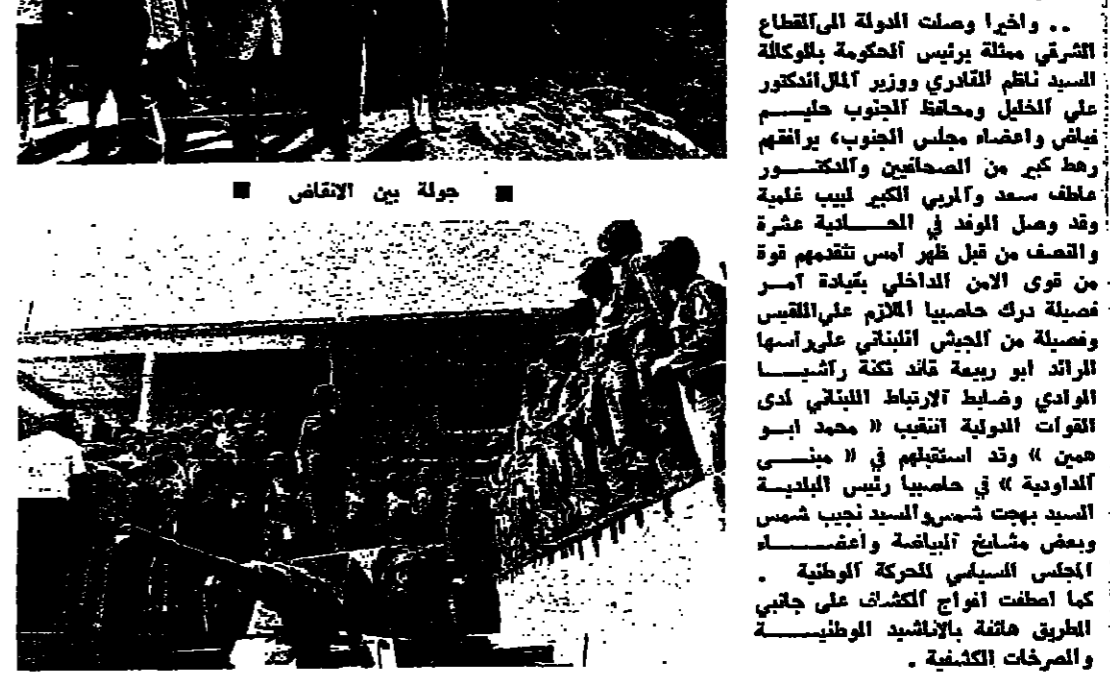 .. واخيرا وصلت الدولة الى القطاع
الشرقي ممثلة برئيس الحكومة بالوكالة
السيد ناظم القادري ووزير المال الدكتور
علي الخليل ومحافظ الجنوب حليم
فياض واعضاء مجلس الجنوب، يرافقهم
رهط كبير من الصحافيين والدكتور
عاطف سعد والمربي الكبير لبيب غلمية
وقد وصل الوفد في الحادية عشرة
والنصف من قبل ظهر امس تتقدمهم قوة
من قوى الامن الداخلي بقيادة آمر
فصيلة درك حاصبيا الملازم علي الملقيس
وفصيلة من الجيش اللبناني على راسها
الرائد ابو ربيعة قائد ثكنة راشيا
الوادي وضابط الارتباط اللبناني لدى
القوات الدولية النقيب « محمد ابو
همين » وقد استقبلهم في « مبنى
الداودية » في حاصبيا رئيس البلدية
السيد بهجت شمس والسيد نجيب شمس
وبعض مشايخ البياضة واعضاء
المجلس السياسي للحركة الوطنية .
كما اصطفت افواج الكشاف على جانبي
الطريق هاتفة بالاناشيد الوطنية
والصرخات الكشفية .
■ جولة بين الانقاض ■